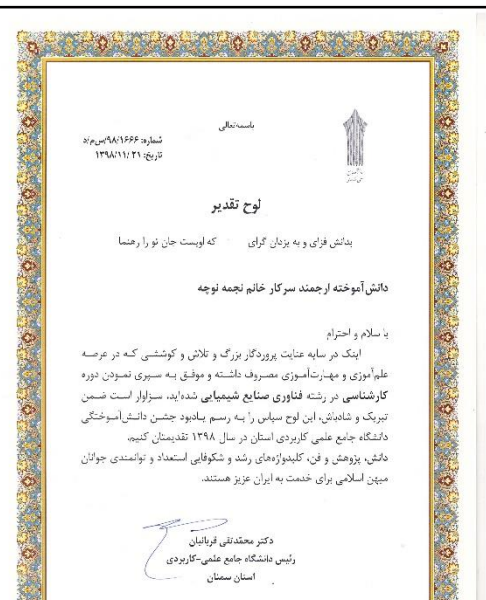 باسمه‌تعالی
شماره: ۹۸/۱۶۶۶/س‌م/د
تاریخ: ۱۳۹۸/۱۱/۲۱
لوح تقدیر
بدانش فزای و به یزدان گرای که اویست جان تو را رهنما
دانش‌آموخته ارجمند سرکار خانم نجمه نوچه
با سلام و احترام
اینک در سایه عنایت پروردگار بزرگ و تلاش و کوششی که در عرصه
علم‌آموزی و مهارت‌آموزی مصروف داشته و موفق به سپری نمودن دوره
کارشناسی در رشته فناوری صنایع شیمیایی شده‌اید، سزاوار است ضمن
تبریک و شادباش، این لوح سپاس را به رسم یادبود جشن دانش‌آموختگی
دانشگاه جامع علمی کاربردی استان در سال ۱۳۹۸ تقدیمتان کنیم.
دانش، پژوهش و فن، کلیدواژه‌های رشد و شکوفایی استعداد و توانمندی جوانان
میهن اسلامی برای خدمت به ایران عزیز هستند.
دکتر محمدتقی قربانیان
رئیس دانشگاه جامع علمی-کاربردی
استان سمنان